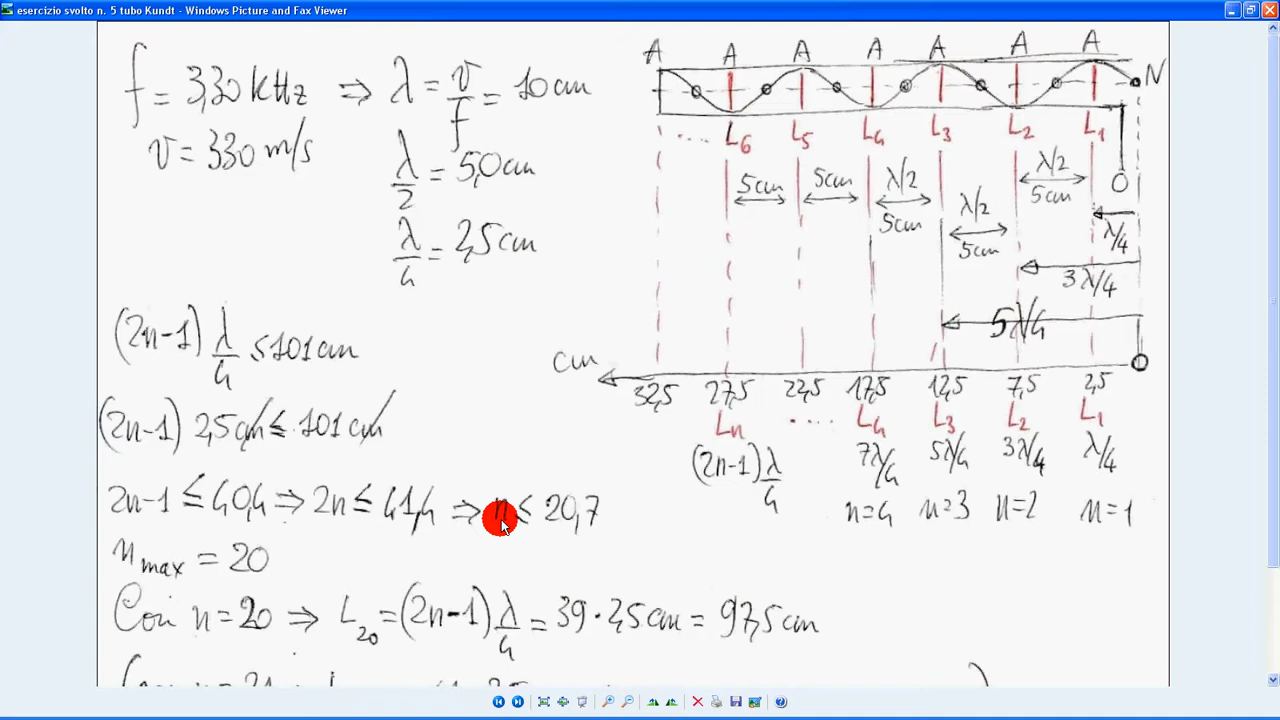 esercizio svolto n. 5 tubo Kundt - Windows Picture and Fax Viewer
f = 3,30 KHz ⇒ λ = v/f = 10 cm
v = 330 m/s
λ/2 = 5,0 cm
λ/4 = 2,5 cm
(2n-1) λ/4 ≤ 101 cm
(2n-1) 2,5 cm ≤ 101 cm
2n-1 ≤ 40,4 ⇒ 2n ≤ 41,4 ⇒ n ≤ 20,7
n max = 20
Con n = 20 ⇒ L20 = (2n-1) λ/4 = 39 · 2,5 cm = 97,5 cm
A A A A A A A
N
..... L6 L5 L4 L3 L2 L1
5cm 5cm λ/2 5cm λ/2 5cm λ/2 5cm
O
λ/4
3λ/4
5λ/4
cm
32,5 27,5 22,5 17,5 12,5 7,5 2,5
Ln ..... L4 L3 L2 L1
(2n-1) λ/4 7λ/4 5λ/4 3λ/4 λ/4
n=4 n=3 n=2 n=1